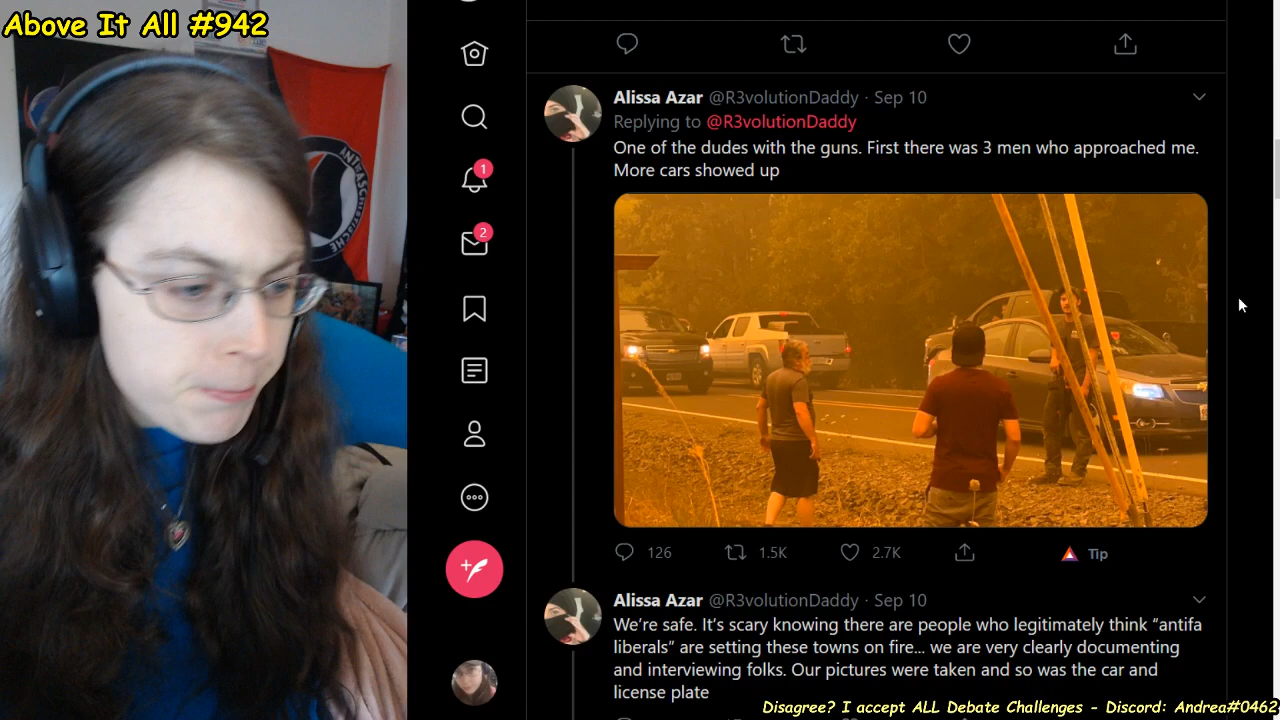 Above It All #942
ANTIFASCHISTISCHE
Alissa Azar @R3volutionDaddy · Sep 10
Replying to @R3volutionDaddy
One of the dudes with the guns. First there was 3 men who approached me.
More cars showed up
1
2
126
1.5K
2.7K
Tip
Alissa Azar @R3volutionDaddy · Sep 10
We’re safe. It’s scary knowing there are people who legitimately think “antifa
liberals” are setting these towns on fire... we are very clearly documenting
and interviewing folks. Our pictures were taken and so was the car and
license plate
Disagree? I accept ALL Debate Challenges - Discord: Andrea#0462